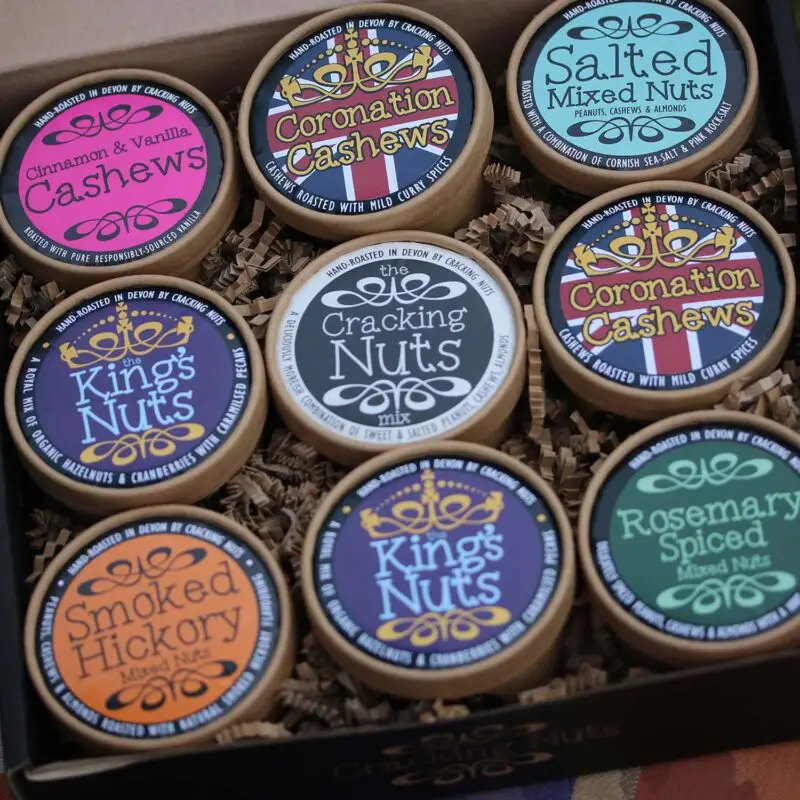 HAND-ROASTED IN DEVON BY CRACKING NUTS
Cinnamon & Vanilla
Cashews
ROASTED WITH PURE RESPONSIBLY-SOURCED VANILLA
HAND-ROASTED IN DEVON BY CRACKING NUTS
Coronation
Cashews
CASHEWS ROASTED WITH MILD CURRY SPICES
HAND-ROASTED IN DEVON BY CRACKING NUTS
Salted
Mixed Nuts
PEANUTS, CASHEWS & ALMONDS
ROASTED WITH A COMBINATION OF CORNISH SEA-SALT & PINK ROCK-SALT
HAND-ROASTED IN DEVON BY CRACKING NUTS
the
King's
Nuts
A ROYAL MIX OF ORGANIC HAZELNUTS & CRANBERRIES WITH CARAMELISED PECANS
HAND-ROASTED IN DEVON BY CRACKING NUTS
the
Cracking
Nuts
mix
A DELICIOUSLY MOREISH COMBINATION OF SWEET & SALTED PEANUTS, CASHEWS, ALMONDS
HAND-ROASTED IN DEVON BY CRACKING NUTS
Coronation
Cashews
CASHEWS ROASTED WITH MILD CURRY SPICES
HAND-ROASTED IN DEVON BY CRACKING NUTS
Smoked
Hickory
Mixed Nuts
PEANUTS, CASHEWS & ALMONDS ROASTED WITH NATURAL SMOKED HICKORY FLAVOURING
HAND-ROASTED IN DEVON BY CRACKING NUTS
the
King's
Nuts
A ROYAL MIX OF ORGANIC HAZELNUTS & CRANBERRIES WITH CARAMELISED PECANS
HAND-ROASTED IN DEVON BY CRACKING NUTS
Rosemary
Spiced
Mixed Nuts
SPICED PEANUTS, CASHEWS & ALMONDS WITH A
Cracking Nuts